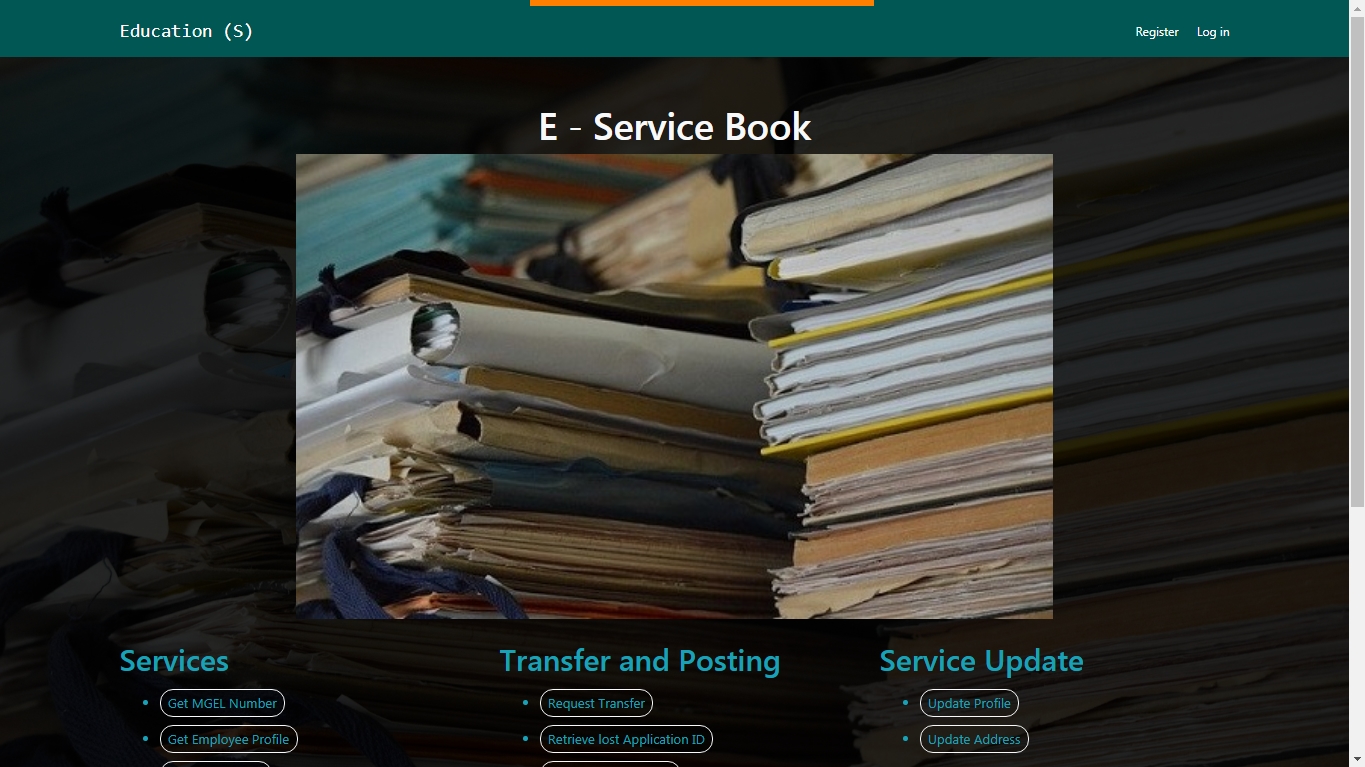 Education (S)
Register Log in
E - Service Book
Services
Get MGEL Number
Get Employee Profile
Transfer and Posting
Request Transfer
Retrieve lost Application ID
Service Update
Update Profile
Update Address